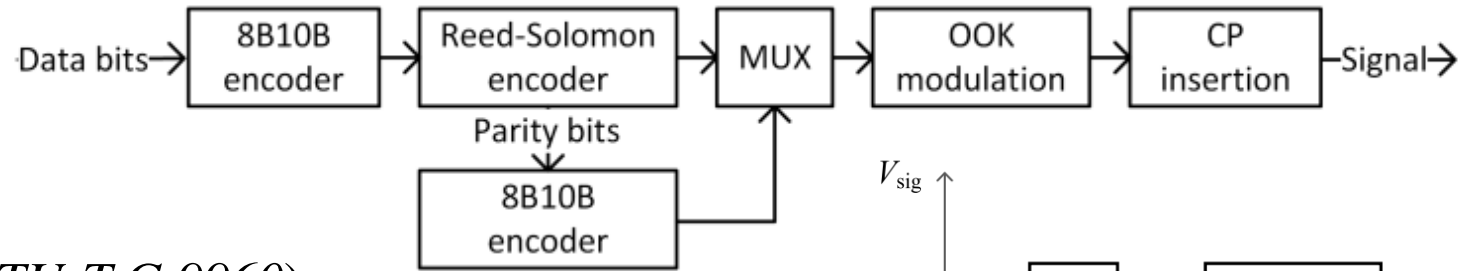 Data bits
8B10B
encoder
Reed-Solomon
encoder
MUX
OOK
modulation
CP
insertion
Signal
Parity bits
8B10B
encoder
Vsig